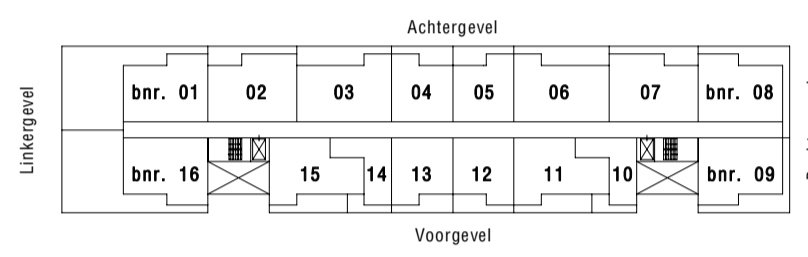 Achtergevel
Linkergevel
bnr. 01 02 03 04 05 06 07 bnr. 08
bnr. 16 15 14 13 12 11 10 bnr. 09
Voorgevel